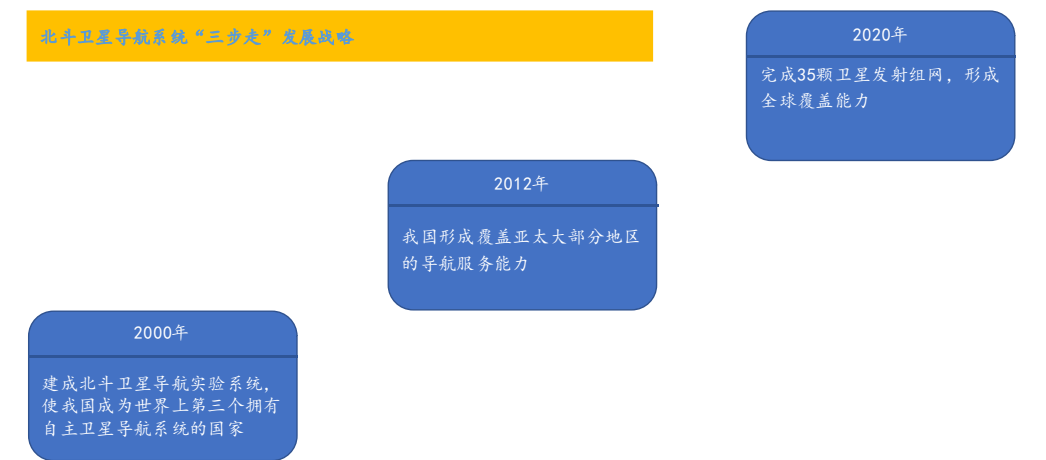 北斗卫星导航系统“三步走”发展战略
2020年
完成35颗卫星发射组网，形成
全球覆盖能力
2012年
我国形成覆盖亚太大部分地区
的导航服务能力
2000年
建成北斗卫星导航实验系统，
使我国成为世界上第三个拥有
自主卫星导航系统的国家